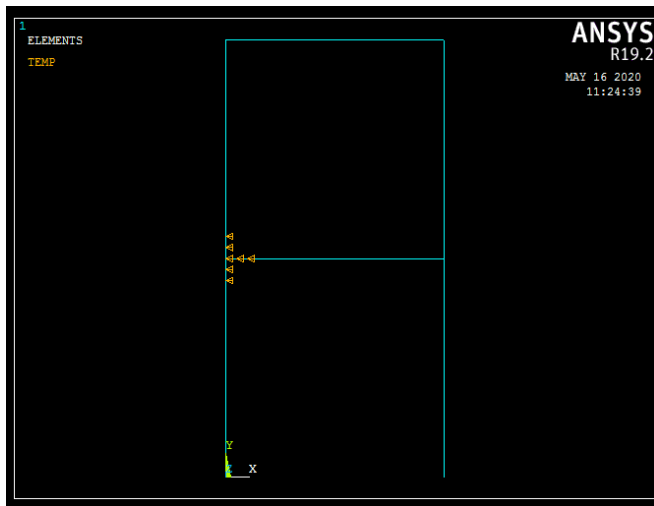 1
ELEMENTS
TEMP
ANSYS
R19.2
MAY 16 2020
11:24:39
Y
X